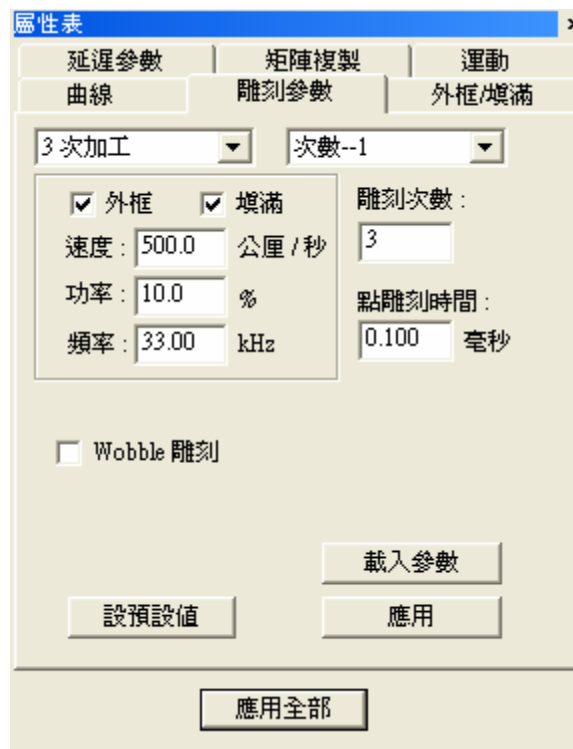 屬性表
延遲參數 矩陣複製 運動
曲線 雕刻參數 外框/填滿
3 次加工 次數--1
外框 填滿 雕刻次數：
速度：500.0 公厘 / 秒 3
功率：10.0 % 點雕刻時間：
頻率：33.00 kHz 0.100 毫秒
Wobble 雕刻
載入參數
設預設值 應用
應用全部